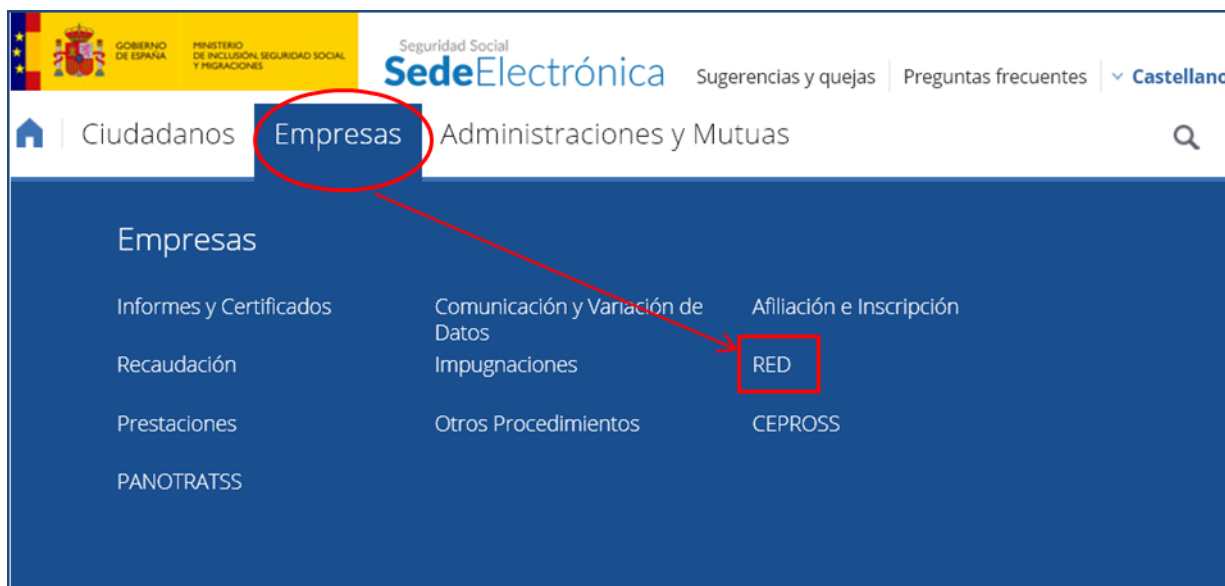 GOBIERNO
DE ESPAÑA
MINISTERIO
DE INCLUSIÓN, SEGURIDAD SOCIAL
Y MIGRACIONES
Seguridad Social
SedeElectrónica
Sugerencias y quejas
Preguntas frecuentes
Castellano
Ciudadanos
Empresas
Administraciones y Mutuas
Empresas
Informes y Certificados
Comunicación y Variación de
Datos
Afiliación e Inscripción
Recaudación
Impugnaciones
RED
Prestaciones
Otros Procedimientos
CEPROSS
PANOTRATSS